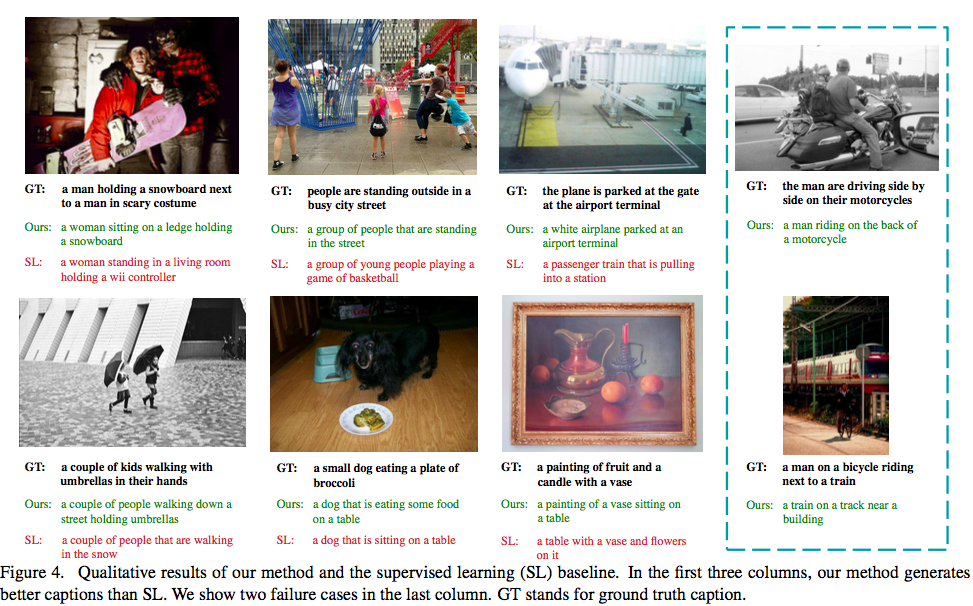 GT: a man holding a snowboard next
to a man in scary costume
Ours: a woman sitting on a ledge holding
a snowboard
SL: a woman standing in a living room
holding a wii controller
GT: people are standing outside in a
busy city street
Ours: a group of people that are standing
in the street
SL: a group of young people playing a
game of basketball
GT: the plane is parked at the gate
at the airport terminal
Ours: a white airplane parked at an
airport terminal
SL: a passenger train that is pulling
into a station
GT: the man are driving side by
side on their motorcycles
Ours: a man riding on the back of
a motorcycle
GT: a couple of kids walking with
umbrellas in their hands
Ours: a couple of people walking down a
street holding umbrellas
SL: a couple of people that are walking
in the snow
GT: a small dog eating a plate of
broccoli
Ours: a dog that is eating some food
on a table
SL: a dog that is sitting on a table
GT: a painting of fruit and a
candle with a vase
Ours: a painting of a vase sitting on
a table
SL: a table with a vase and flowers
on it
GT: a man on a bicycle riding
next to a train
Ours: a train on a track near a
building
Figure 4. Qualitative results of our method and the supervised learning (SL) baseline. In the first three columns, our method generates
better captions than SL. We show two failure cases in the last column. GT stands for ground truth caption.